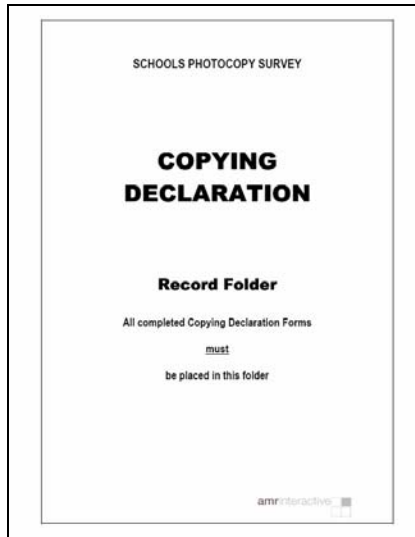 SCHOOLS PHOTOCOPY SURVEY
COPYING
DECLARATION
Record Folder
All completed Copying Declaration Forms
must
be placed in this folder
amrinteractive